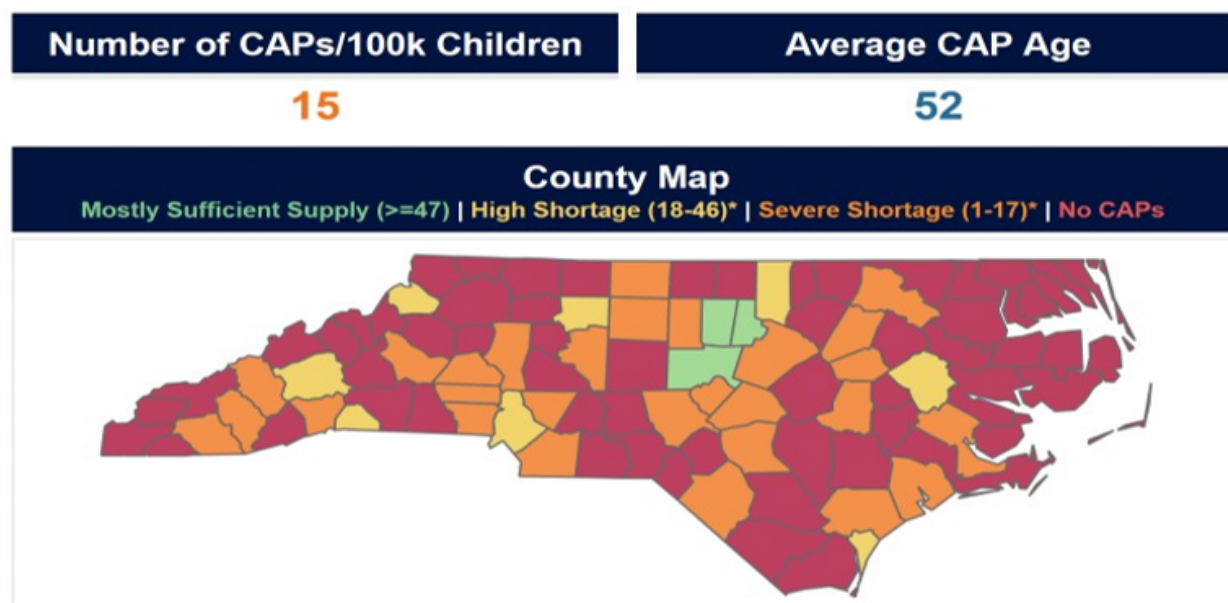 Number of CAPs/100k Children
Average CAP Age
15
52
County Map
Mostly Sufficient Supply (>=47) | High Shortage (18-46)* | Severe Shortage (1-17)* | No CAPs